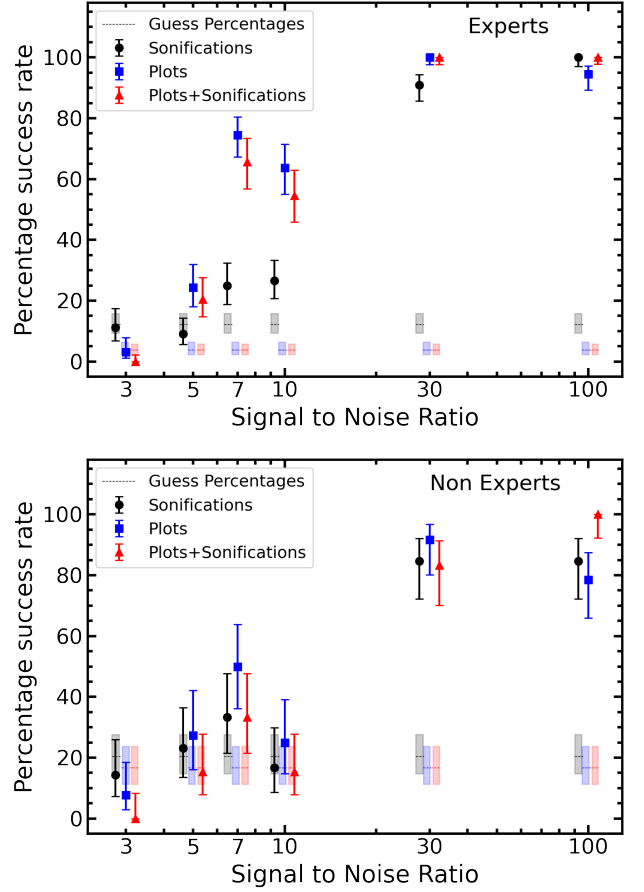 Experts
Guess Percentages
Sonifications
Plots
Plots+Sonifications
Percentage success rate
100
80
60
40
20
0
3 5 7 10 30 100
Signal to Noise Ratio
Non Experts
Guess Percentages
Sonifications
Plots
Plots+Sonifications
Percentage success rate
100
80
60
40
20
0
3 5 7 10 30 100
Signal to Noise Ratio